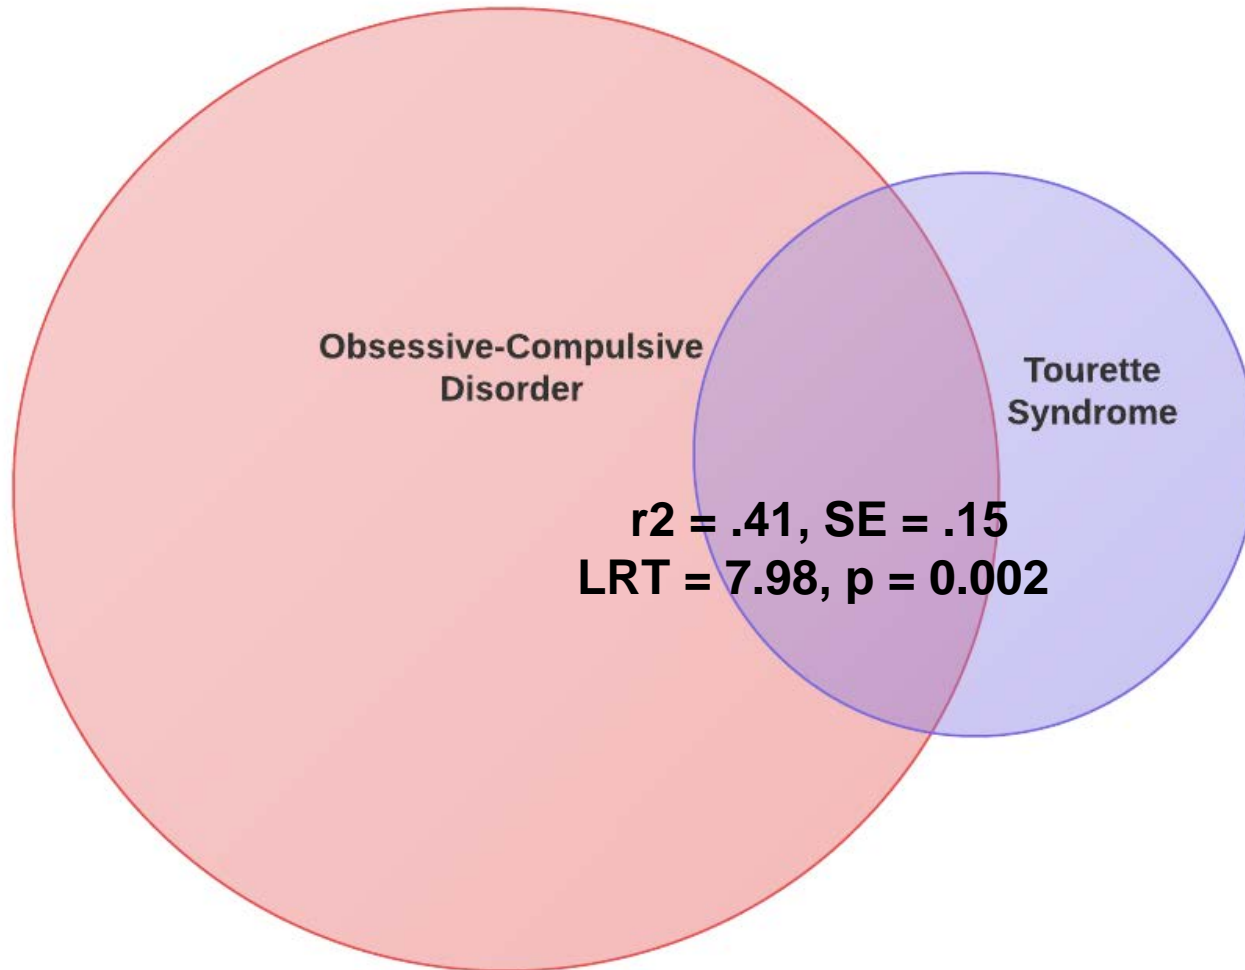 Obsessive-Compulsive
Disorder
Tourette
Syndrome
r2 = .41, SE = .15
LRT = 7.98, p = 0.002